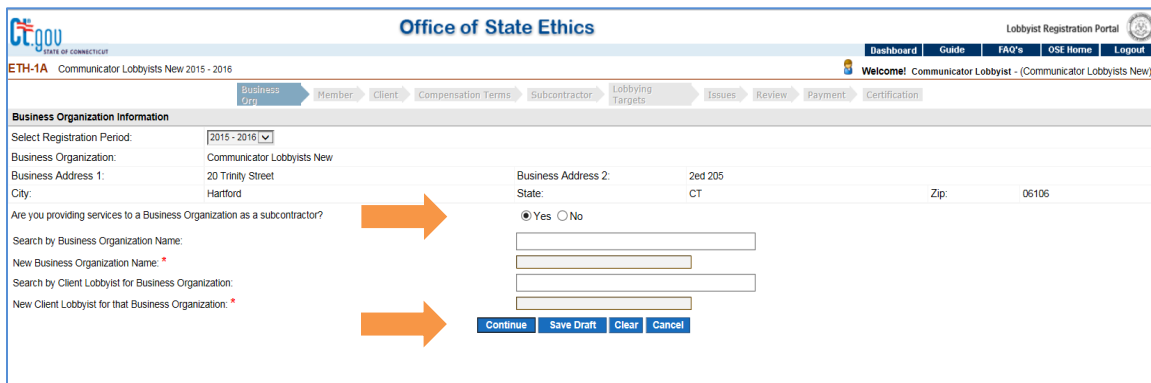 Ct.gov
STATE OF CONNECTICUT
Office of State Ethics
Lobbyist Registration Portal
Dashboard Guide FAQ's OSE Home Logout
ETH-1A Communicator Lobbyists New 2015 - 2016
Welcome! Communicator Lobbyist - (Communicator Lobbyists New)
Business Org Member Client Compensation Terms Subcontractor Lobbying Targets Issues Review Payment Certification
Business Organization Information
Select Registration Period: 2015 - 2016
Business Organization: Communicator Lobbyists New
Business Address 1: 20 Trinity Street Business Address 2: 2ed 205
City: Hartford State: CT Zip: 06106
Are you providing services to a Business Organization as a subcontractor? Yes No
Search by Business Organization Name:
New Business Organization Name: *
Search by Client Lobbyist for Business Organization:
New Client Lobbyist for that Business Organization: *
Continue Save Draft Clear Cancel